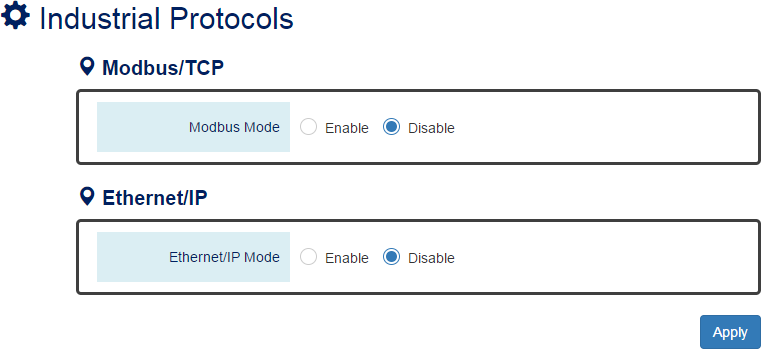 Industrial Protocols
Modbus/TCP
Modbus Mode Enable Disable
Ethernet/IP
Ethernet/IP Mode Enable Disable
Apply